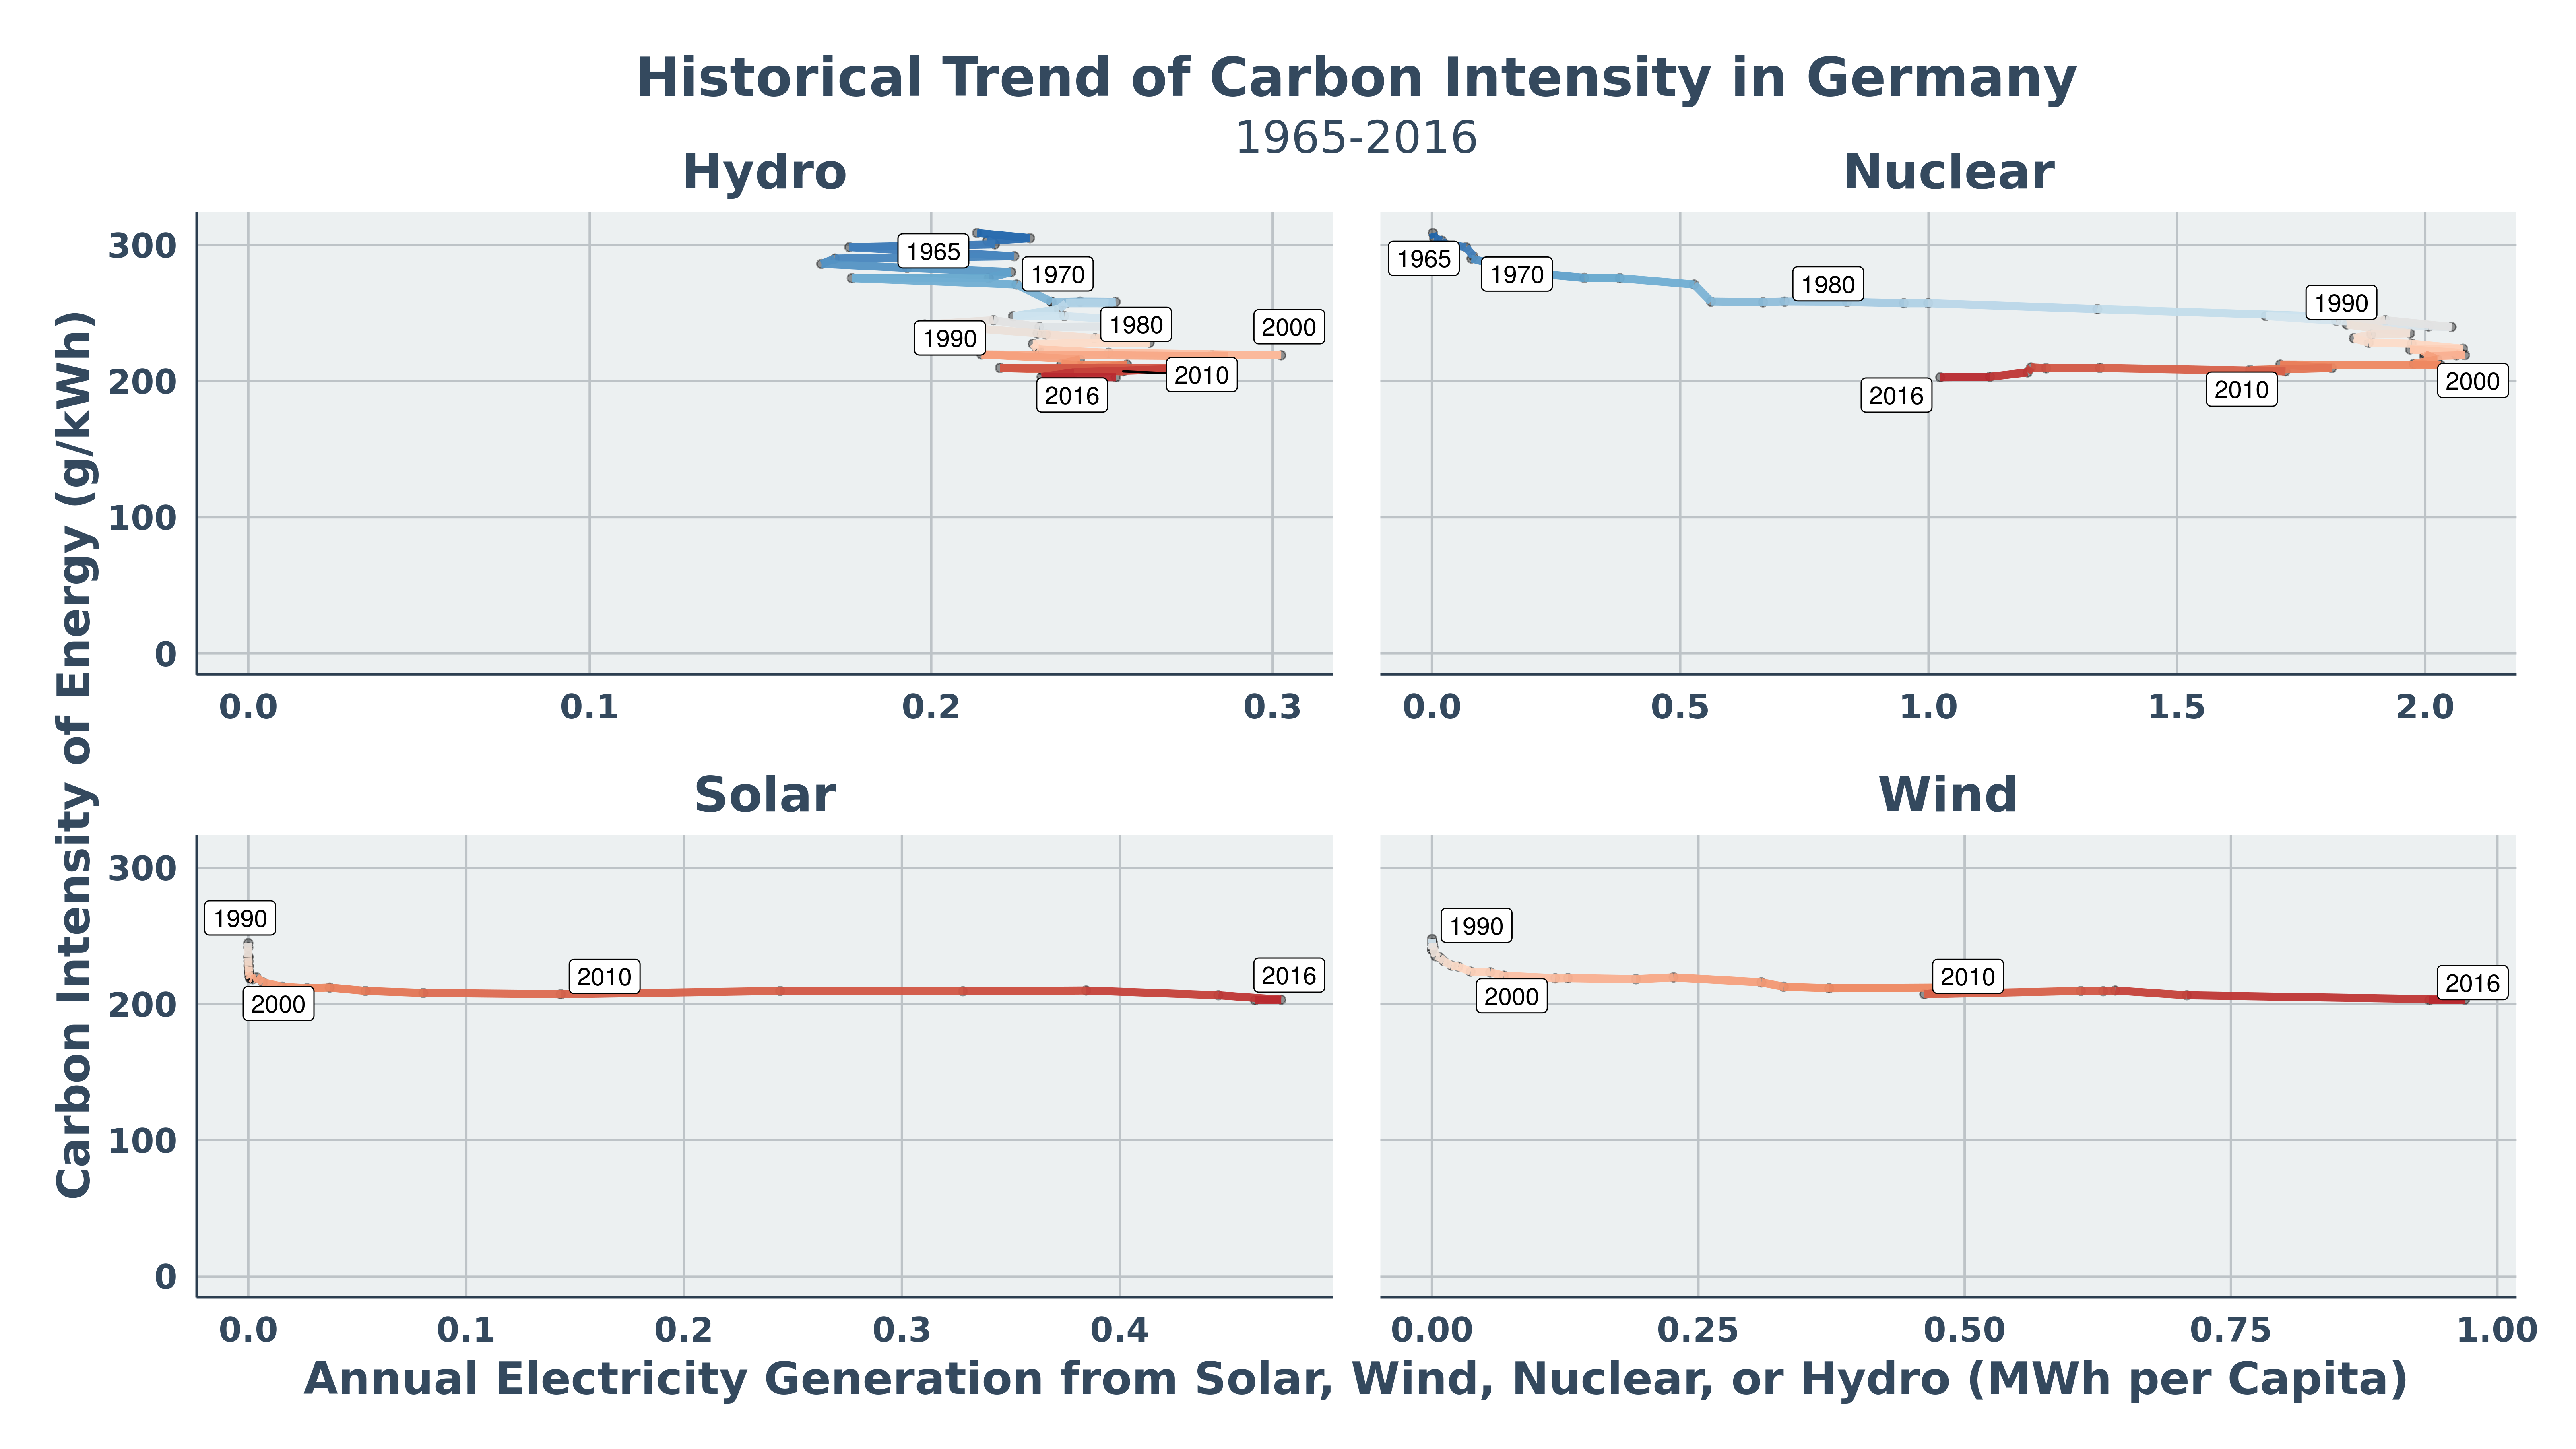 Historical Trend of Carbon Intensity in Germany
1965-2016
Hydro
Nuclear
Carbon Intensity of Energy (g/kWh)
300
200
100
0
1965
1970
1980
1990
2000
2010
2016
0.0 0.1 0.2 0.3
1965
1970
1980
1990
2000
2010
2016
0.0 0.5 1.0 1.5 2.0
Solar
Wind
300
200
100
0
1990
2000
2010
2016
0.0 0.1 0.2 0.3 0.4
1990
2000
2010
2016
0.00 0.25 0.50 0.75 1.00
Annual Electricity Generation from Solar, Wind, Nuclear, or Hydro (MWh per Capita)